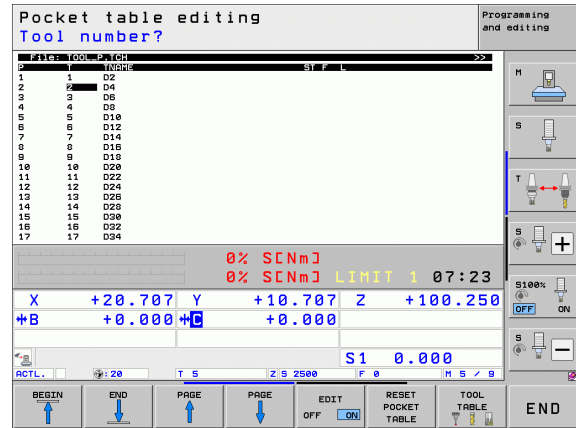 Pocket table editing
Tool number?
Programming
and editing
File: TOOL_P.TCH >>
P T TNAME ST F L
1 1 D2
2 2 D4
3 3 D6
4 4 D8
5 5 D10
6 6 D12
7 7 D14
8 8 D16
9 9 D18
10 10 D20
11 11 D22
12 12 D24
13 13 D26
14 14 D28
15 15 D30
16 16 D32
17 17 D34
0% S[Nm]
0% S[Nm] LIMIT 1 07:23
X +20.707 Y +10.707 Z +100.250
B +0.000 C +0.000
S1 0.000
ACTL. :20 T 5 Z S 2500 F 0 M 5 / 9
M
S
T
S
S100%
OFF ON
S
BEGIN
END
PAGE
PAGE
EDIT
OFF ON
RESET
POCKET
TABLE
TOOL
TABLE
END